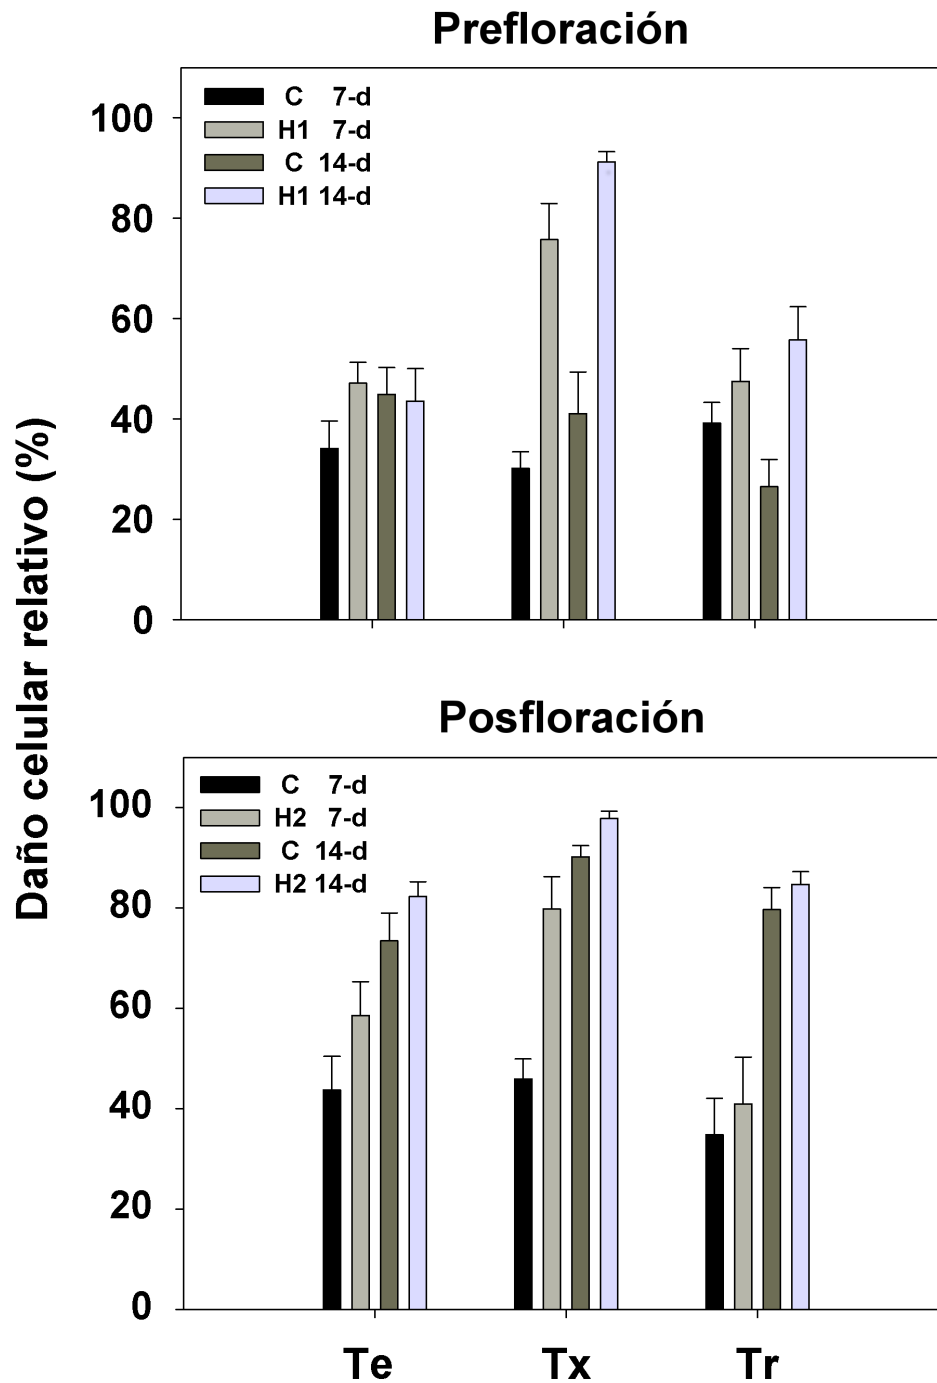 Prefloración
C 7-d
H1 7-d
C 14-d
H1 14-d
100
80
60
40
20
0
Daño celular relativo (%)
Posfloración
C 7-d
H2 7-d
C 14-d
H2 14-d
100
80
60
40
20
0
Te Tx Tr